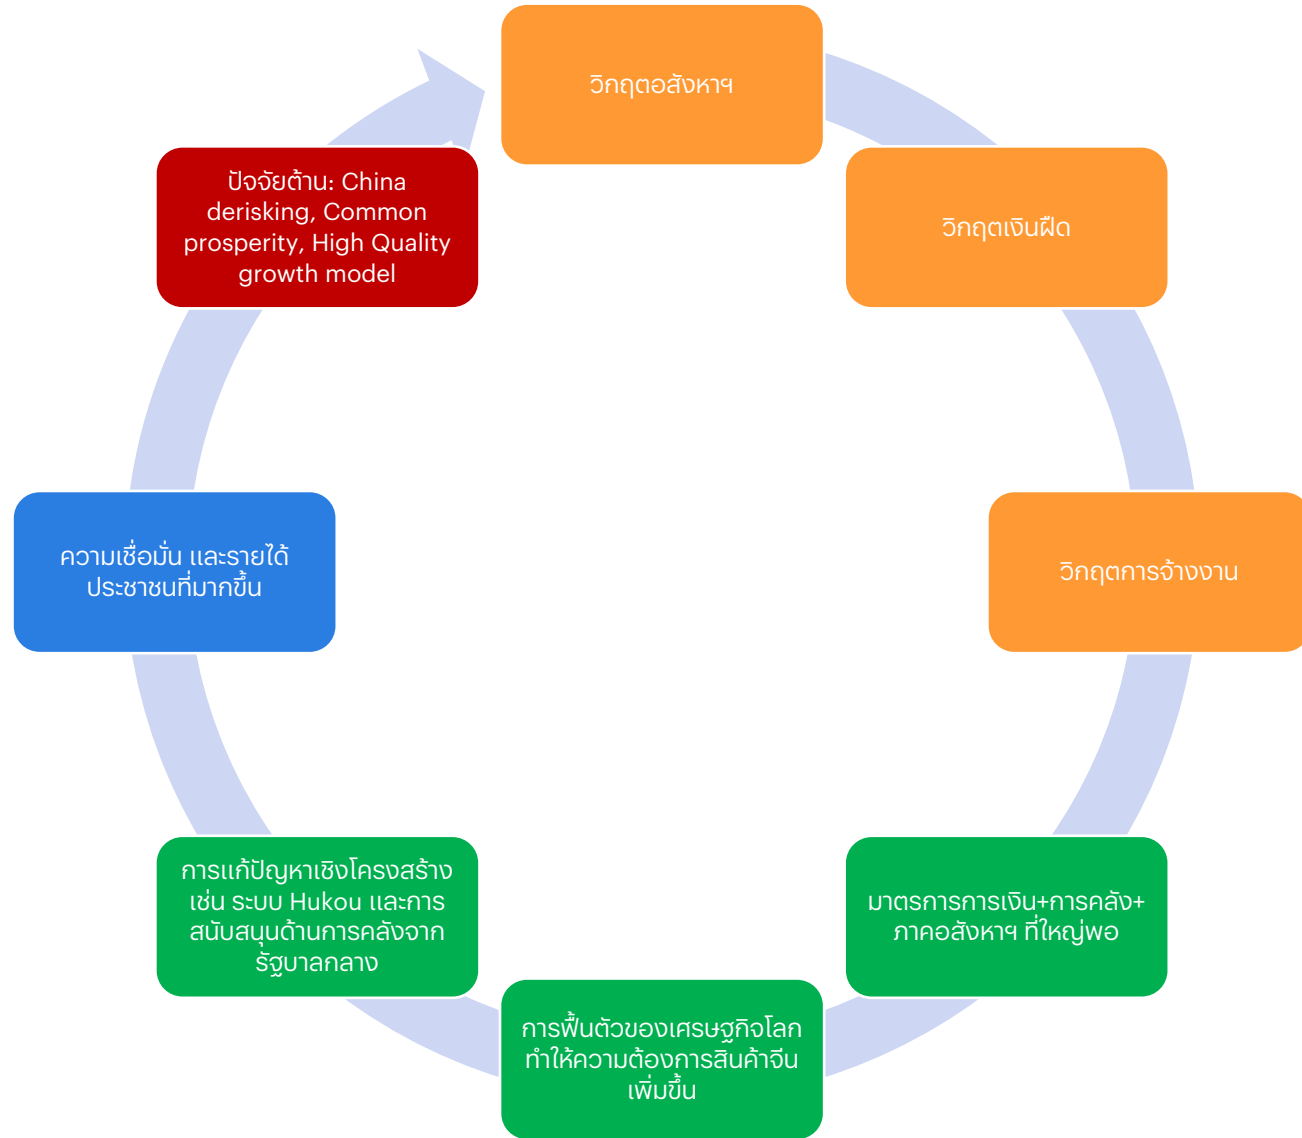 วิกฤตอสังหาฯ
วิกฤตเงินฝืด
วิกฤตการจ้างงาน
มาตรการการเงิน+การคลัง+
ภาคอสังหาฯ ที่ใหญ่พอ
การฟื้นตัวของเศรษฐกิจโลก
ทำให้ความต้องการสินค้าจีน
เพิ่มขึ้น
การแก้ปัญหาเชิงโครงสร้าง
เช่น ระบบ Hukou และการ
สนับสนุนด้านการคลังจาก
รัฐบาลกลาง
ความเชื่อมั่น และรายได้
ประชาชนที่มากขึ้น
ปัจจัยต้าน: China
derisking, Common
prosperity, High Quality
growth model